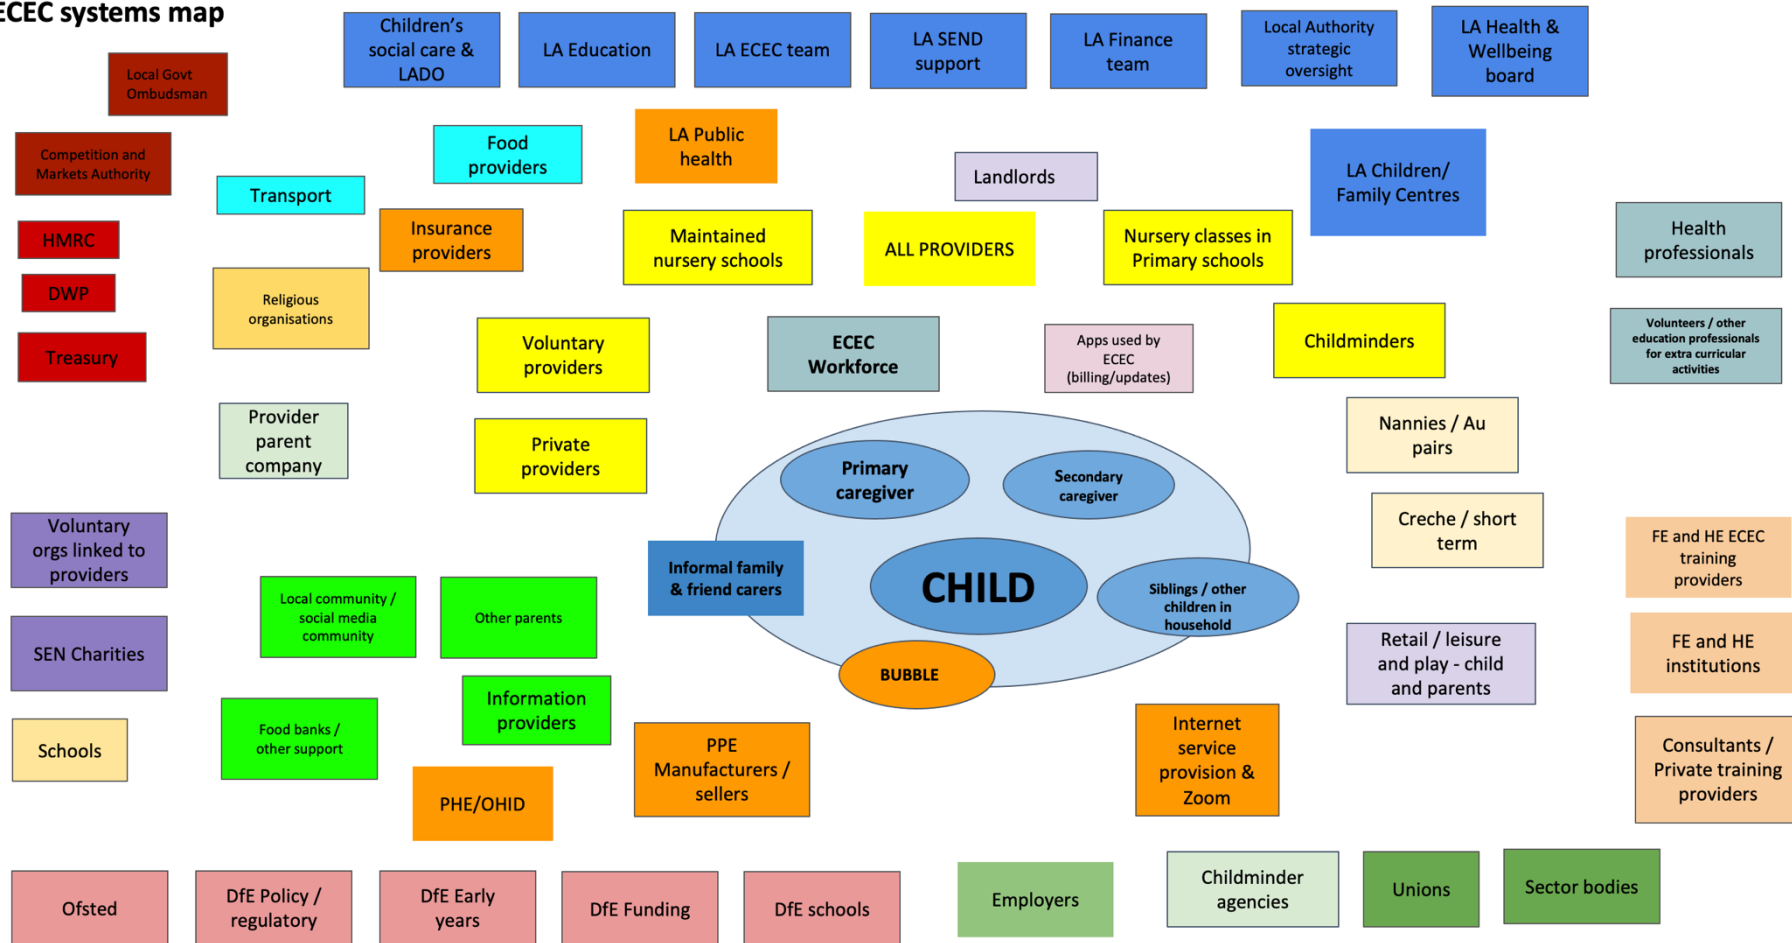 ECEC systems map
Children's
social care &
LADO
LA Education
LA ECEC team
LA SEND
support
LA Finance
team
Local Authority
strategic
oversight
LA Health &
Wellbeing
board
Local Govt
Ombudsman
Competition and
Markets Authority
Food
providers
LA Public
health
Landlords
LA Children/
Family Centres
Transport
HMRC
Insurance
providers
Maintained
nursery schools
ALL PROVIDERS
Nursery classes in
Primary schools
Health
professionals
DWP
Religious
organisations
Treasury
Voluntary
providers
ECEC
Workforce
Apps used by
ECEC
(billing/updates)
Childminders
Volunteers / other
education professionals
for extra curricular
activities
Provider
parent
company
Private
providers
Primary
caregiver
Secondary
caregiver
Nannies / Au
pairs
Creche / short
term
Voluntary
orgs linked to
providers
FE and HE ECEC
training
providers
Informal family
& friend carers
CHILD
Siblings / other
children in
household
Local community /
social media
community
Other parents
SEN Charities
Retail / leisure
and play - child
and parents
FE and HE
institutions
BUBBLE
Information
providers
Food banks /
other support
Schools
PPE
Manufacturers /
sellers
Internet
service
provision &
Zoom
Consultants /
Private training
providers
PHE/OHID
Ofsted
DfE Policy /
regulatory
DfE Early
years
DfE Funding
DfE schools
Employers
Childminder
agencies
Unions
Sector bodies